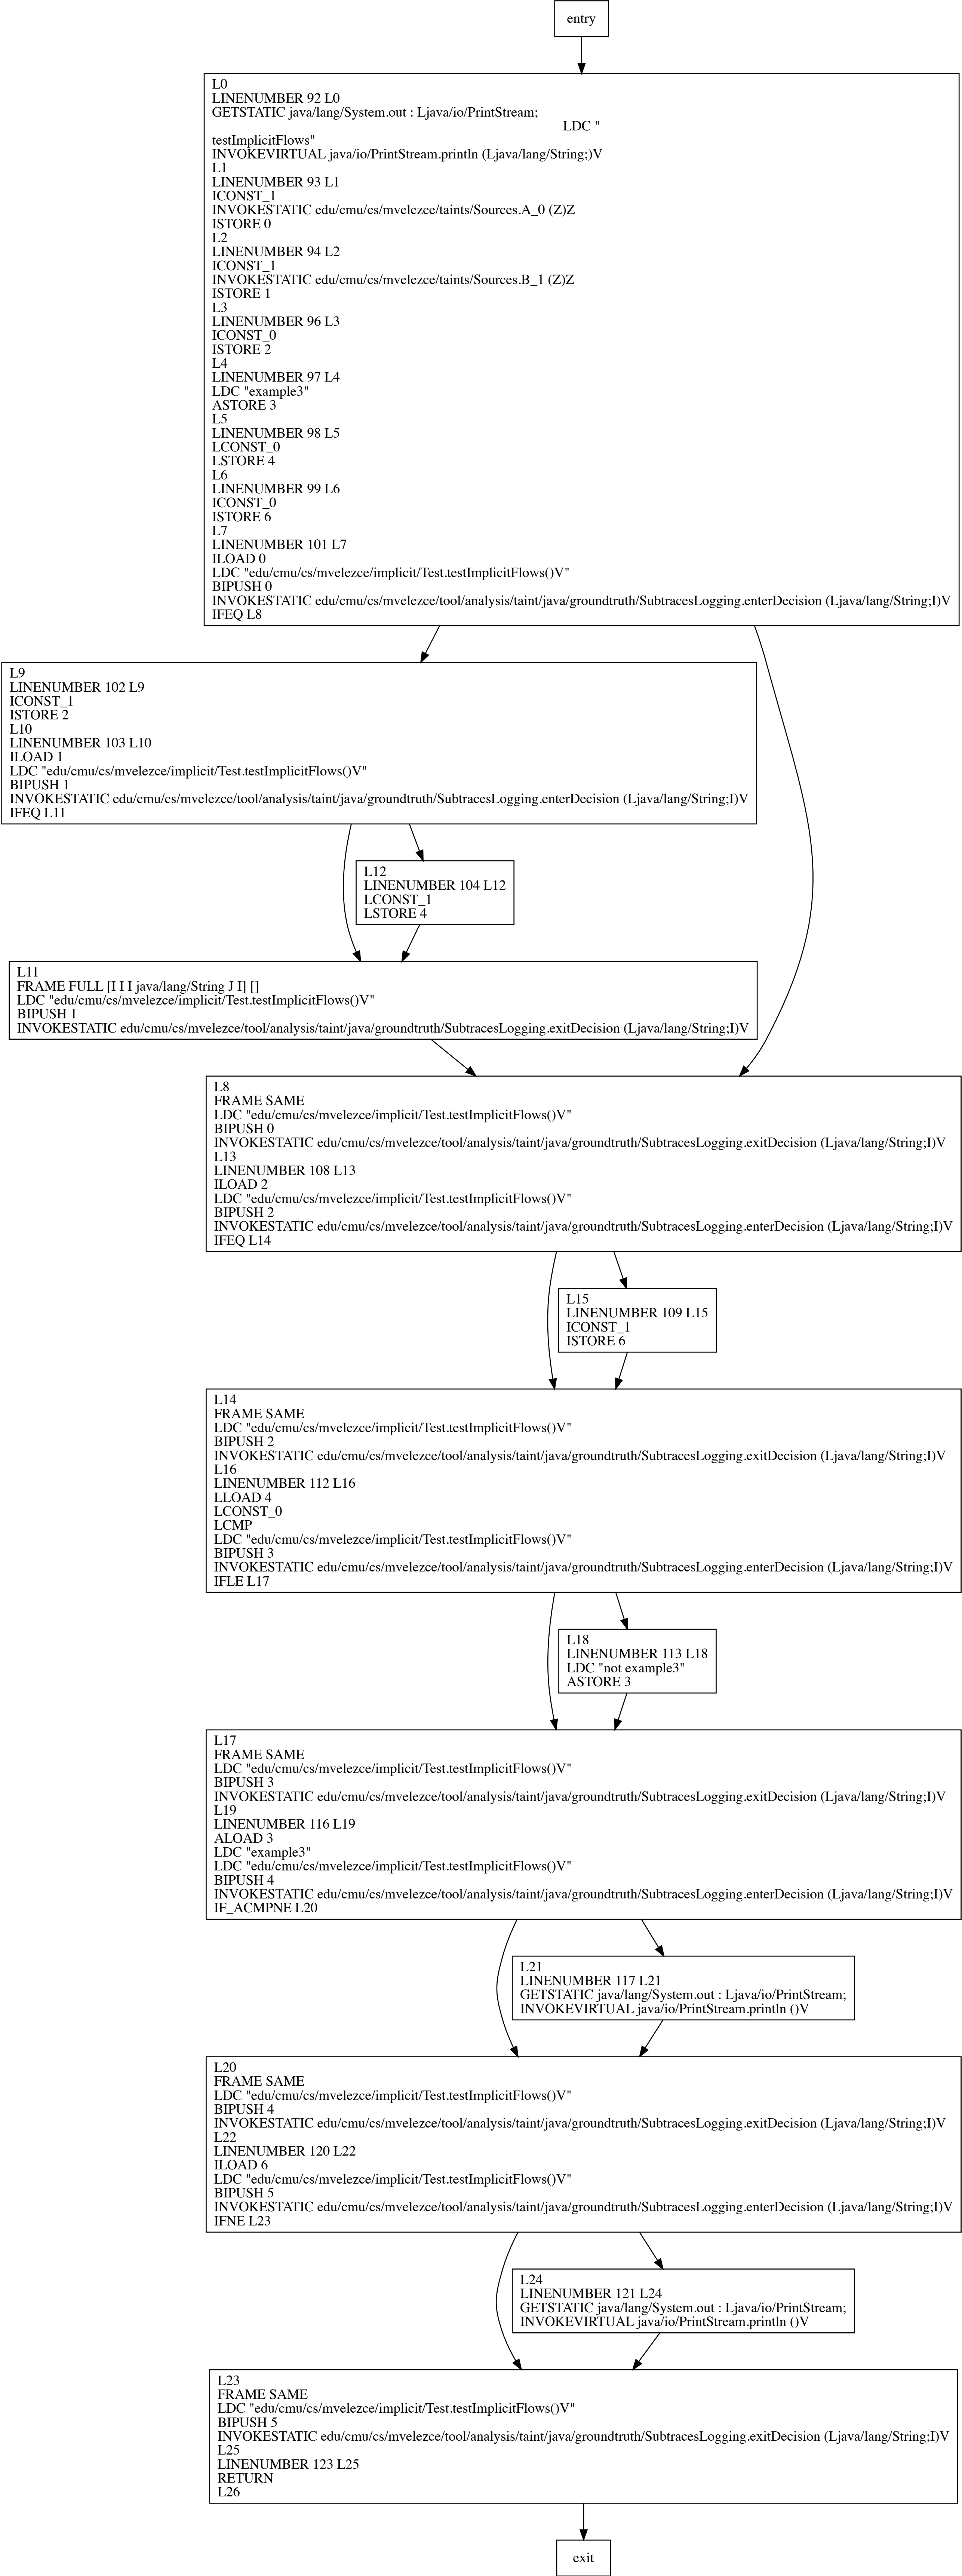 entry
L0
LINENUMBER 92 L0
GETSTATIC java/lang/System.out : Ljava/io/PrintStream;
LDC "
testImplicitFlows"
INVOKEVIRTUAL java/io/PrintStream.println (Ljava/lang/String;)V
L1
LINENUMBER 93 L1
ICONST_1
INVOKESTATIC edu/cmu/cs/mvelezce/taints/Sources.A_0 (Z)Z
ISTORE 0
L2
LINENUMBER 94 L2
ICONST_1
INVOKESTATIC edu/cmu/cs/mvelezce/taints/Sources.B_1 (Z)Z
ISTORE 1
L3
LINENUMBER 96 L3
ICONST_0
ISTORE 2
L4
LINENUMBER 97 L4
LDC "example3"
ASTORE 3
L5
LINENUMBER 98 L5
LCONST_0
LSTORE 4
L6
LINENUMBER 99 L6
ICONST_0
ISTORE 6
L7
LINENUMBER 101 L7
ILOAD 0
LDC "edu/cmu/cs/mvelezce/implicit/Test.testImplicitFlows()V"
BIPUSH 0
INVOKESTATIC edu/cmu/cs/mvelezce/tool/analysis/taint/java/groundtruth/SubtracesLogging.enterDecision (Ljava/lang/String;I)V
IFEQ L8
L9
LINENUMBER 102 L9
ICONST_1
ISTORE 2
L10
LINENUMBER 103 L10
ILOAD 1
LDC "edu/cmu/cs/mvelezce/implicit/Test.testImplicitFlows()V"
BIPUSH 1
INVOKESTATIC edu/cmu/cs/mvelezce/tool/analysis/taint/java/groundtruth/SubtracesLogging.enterDecision (Ljava/lang/String;I)V
IFEQ L11
L12
LINENUMBER 104 L12
LCONST_1
LSTORE 4
L11
FRAME FULL [I I I java/lang/String J I] []
LDC "edu/cmu/cs/mvelezce/implicit/Test.testImplicitFlows()V"
BIPUSH 1
INVOKESTATIC edu/cmu/cs/mvelezce/tool/analysis/taint/java/groundtruth/SubtracesLogging.exitDecision (Ljava/lang/String;I)V
L8
FRAME SAME
LDC "edu/cmu/cs/mvelezce/implicit/Test.testImplicitFlows()V"
BIPUSH 0
INVOKESTATIC edu/cmu/cs/mvelezce/tool/analysis/taint/java/groundtruth/SubtracesLogging.exitDecision (Ljava/lang/String;I)V
L13
LINENUMBER 108 L13
ILOAD 2
LDC "edu/cmu/cs/mvelezce/implicit/Test.testImplicitFlows()V"
BIPUSH 2
INVOKESTATIC edu/cmu/cs/mvelezce/tool/analysis/taint/java/groundtruth/SubtracesLogging.enterDecision (Ljava/lang/String;I)V
IFEQ L14
L15
LINENUMBER 109 L15
ICONST_1
ISTORE 6
L14
FRAME SAME
LDC "edu/cmu/cs/mvelezce/implicit/Test.testImplicitFlows()V"
BIPUSH 2
INVOKESTATIC edu/cmu/cs/mvelezce/tool/analysis/taint/java/groundtruth/SubtracesLogging.exitDecision (Ljava/lang/String;I)V
L16
LINENUMBER 112 L16
LLOAD 4
LCONST_0
LCMP
LDC "edu/cmu/cs/mvelezce/implicit/Test.testImplicitFlows()V"
BIPUSH 3
INVOKESTATIC edu/cmu/cs/mvelezce/tool/analysis/taint/java/groundtruth/SubtracesLogging.enterDecision (Ljava/lang/String;I)V
IFLE L17
L18
LINENUMBER 113 L18
LDC "not example3"
ASTORE 3
L17
FRAME SAME
LDC "edu/cmu/cs/mvelezce/implicit/Test.testImplicitFlows()V"
BIPUSH 3
INVOKESTATIC edu/cmu/cs/mvelezce/tool/analysis/taint/java/groundtruth/SubtracesLogging.exitDecision (Ljava/lang/String;I)V
L19
LINENUMBER 116 L19
ALOAD 3
LDC "example3"
LDC "edu/cmu/cs/mvelezce/implicit/Test.testImplicitFlows()V"
BIPUSH 4
INVOKESTATIC edu/cmu/cs/mvelezce/tool/analysis/taint/java/groundtruth/SubtracesLogging.enterDecision (Ljava/lang/String;I)V
IF_ACMPNE L20
L21
LINENUMBER 117 L21
GETSTATIC java/lang/System.out : Ljava/io/PrintStream;
INVOKEVIRTUAL java/io/PrintStream.println ()V
L20
FRAME SAME
LDC "edu/cmu/cs/mvelezce/implicit/Test.testImplicitFlows()V"
BIPUSH 4
INVOKESTATIC edu/cmu/cs/mvelezce/tool/analysis/taint/java/groundtruth/SubtracesLogging.exitDecision (Ljava/lang/String;I)V
L22
LINENUMBER 120 L22
ILOAD 6
LDC "edu/cmu/cs/mvelezce/implicit/Test.testImplicitFlows()V"
BIPUSH 5
INVOKESTATIC edu/cmu/cs/mvelezce/tool/analysis/taint/java/groundtruth/SubtracesLogging.enterDecision (Ljava/lang/String;I)V
IFNE L23
L24
LINENUMBER 121 L24
GETSTATIC java/lang/System.out : Ljava/io/PrintStream;
INVOKEVIRTUAL java/io/PrintStream.println ()V
L23
FRAME SAME
LDC "edu/cmu/cs/mvelezce/implicit/Test.testImplicitFlows()V"
BIPUSH 5
INVOKESTATIC edu/cmu/cs/mvelezce/tool/analysis/taint/java/groundtruth/SubtracesLogging.exitDecision (Ljava/lang/String;I)V
L25
LINENUMBER 123 L25
RETURN
L26
exit